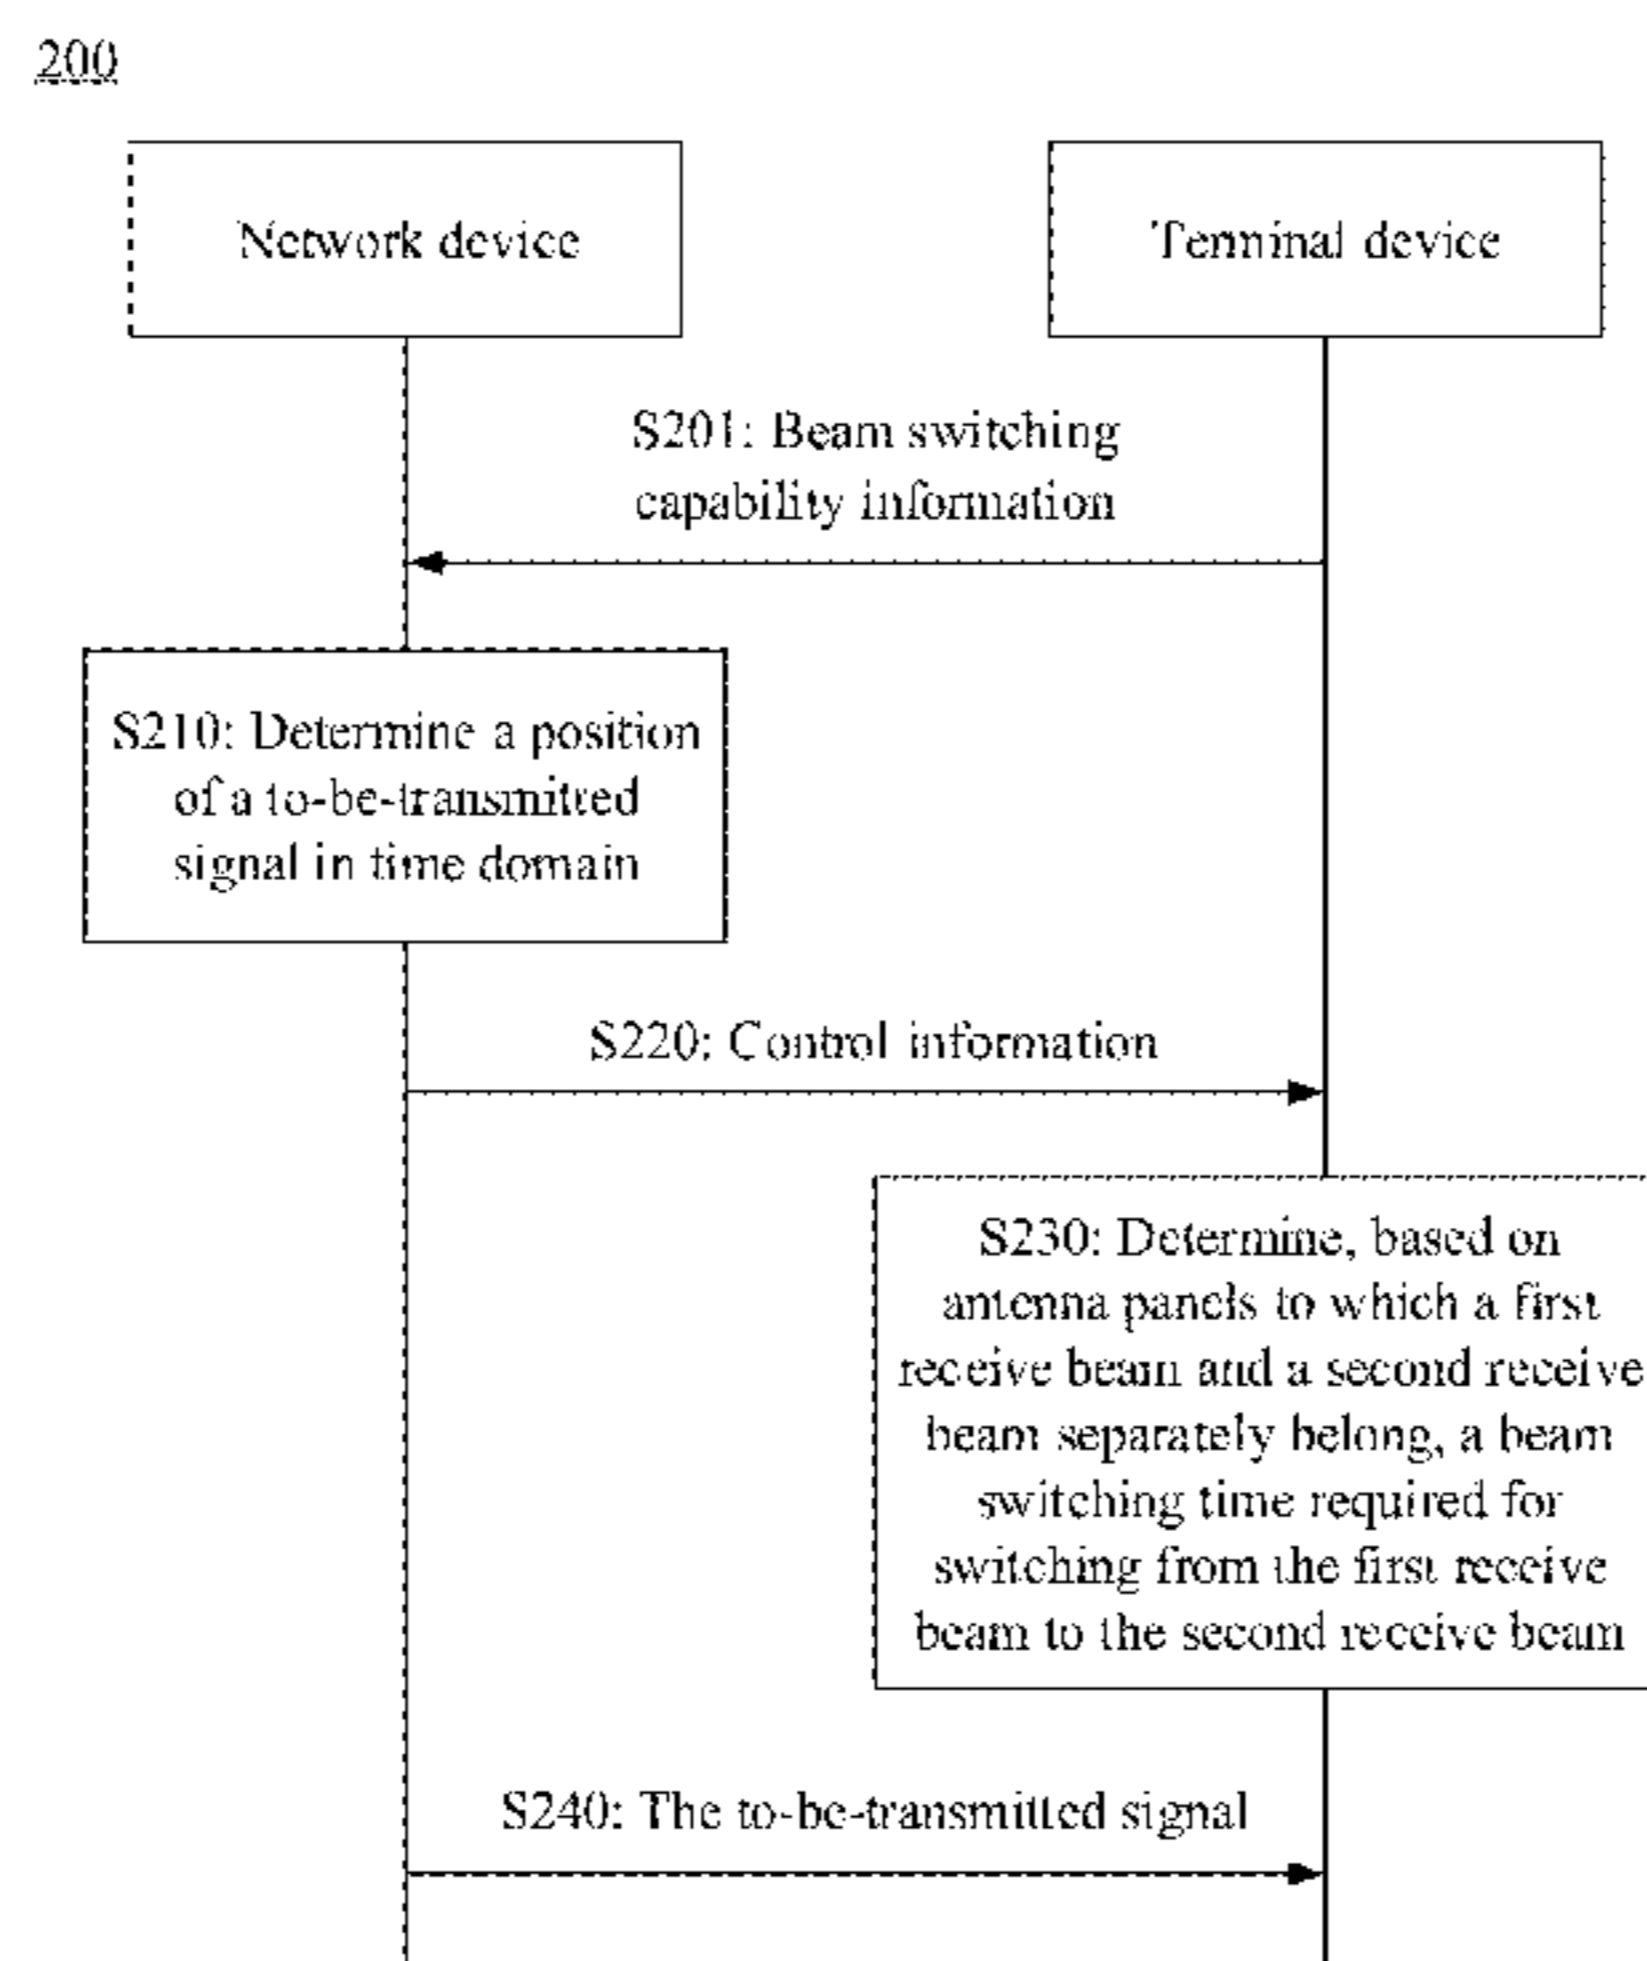 200
Network device
Terminal device
S201: Beam switching
capability information
S210: Determine a position
of a to-be-transmitted
signal in time domain
S220: Control information
S230: Determine, based on
antenna panels to which a first
receive beam and a second receive
beam separately belong, a beam
switching time required for
switching from the first receive
beam to the second receive beam
S240: The to-be-transmitted signal